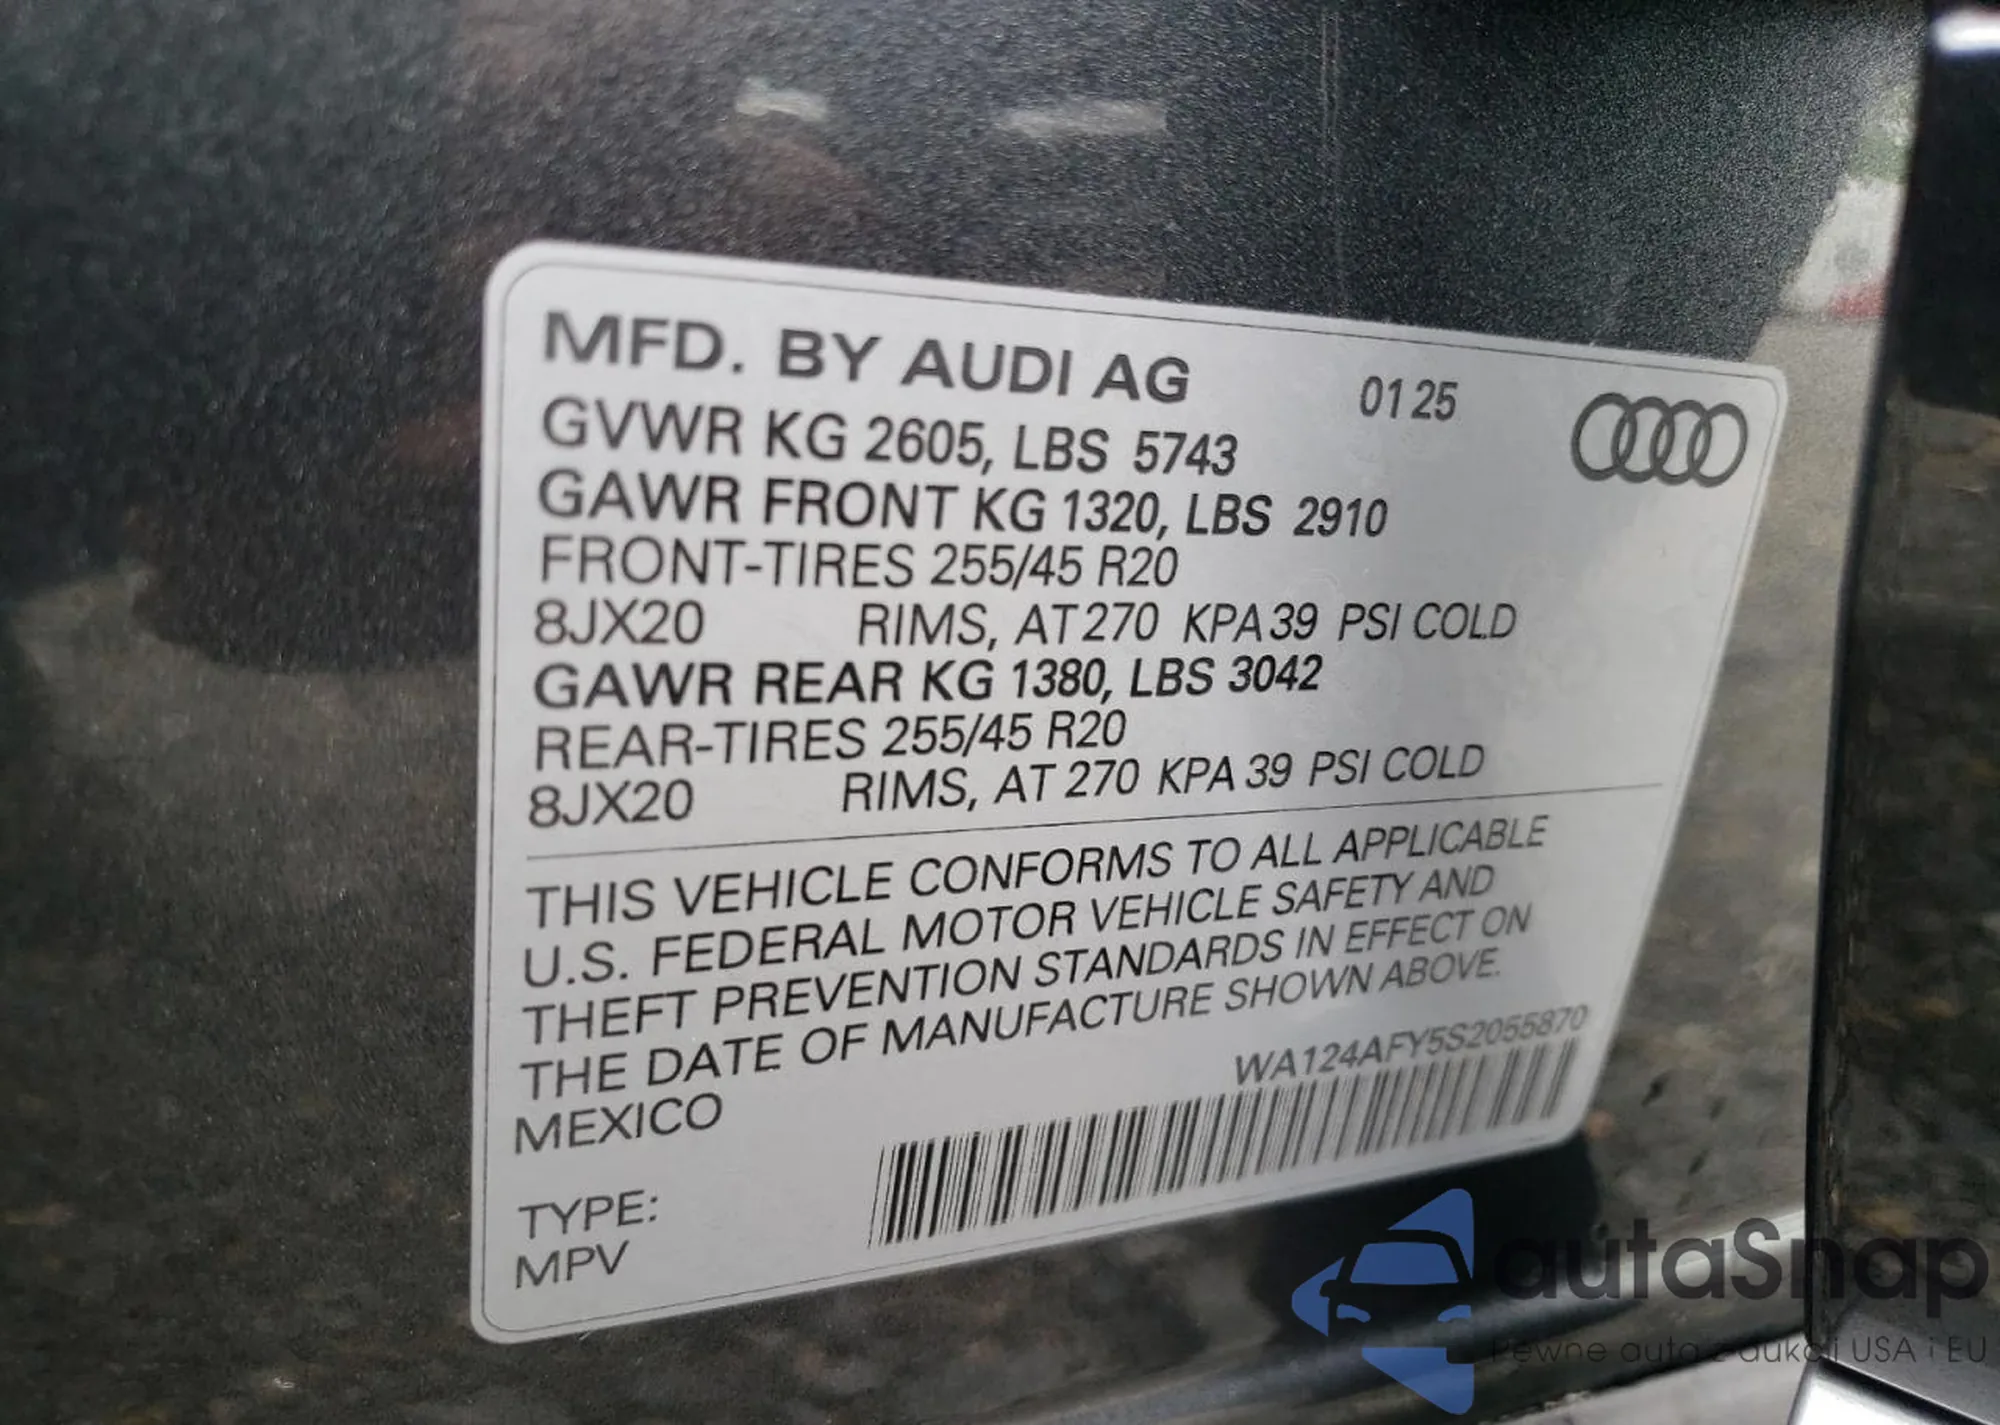 MFD. BY AUDI AG 01 25
GVWR KG 2605, LBS 5743
GAWR FRONT KG 1320, LBS 2910
FRONT-TIRES 255/45 R20
8JX20 RIMS, AT 270 KPA 39 PSI COLD
GAWR REAR KG 1380, LBS 3042
REAR-TIRES 255/45 R20
8JX20 RIMS, AT 270 KPA 39 PSI COLD
THIS VEHICLE CONFORMS TO ALL APPLICABLE
U.S. FEDERAL MOTOR VEHICLE SAFETY AND
THEFT PREVENTION STANDARDS IN EFFECT ON
THE DATE OF MANUFACTURE SHOWN ABOVE.
MEXICO
WA124AFY5S2055870
TYPE:
MPV
autaSnap
Pewne auta z aukcji USA i EU